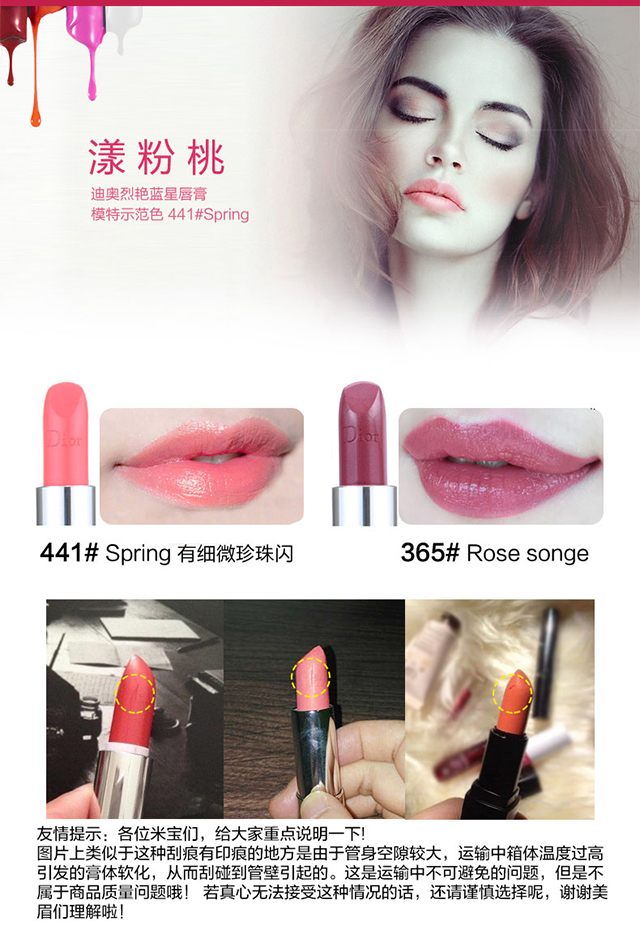 漾粉桃
迪奥烈艳蓝星唇膏
模特示范色 441#Spring
Dior
Dior
441# Spring 有细微珍珠闪
365# Rose songe
友情提示：各位米宝们，给大家重点说明一下！
图片上类似于这种刮痕有印痕的地方是由于管身空隙较大，运输中箱体温度过高
引发的膏体软化，从而刮碰到管壁引起的。这是运输中不可避免的问题，但是不
属于商品质量问题哦！ 若真心无法接受这种情况的话，还请谨慎选择呢，谢谢美
眉们理解啦！